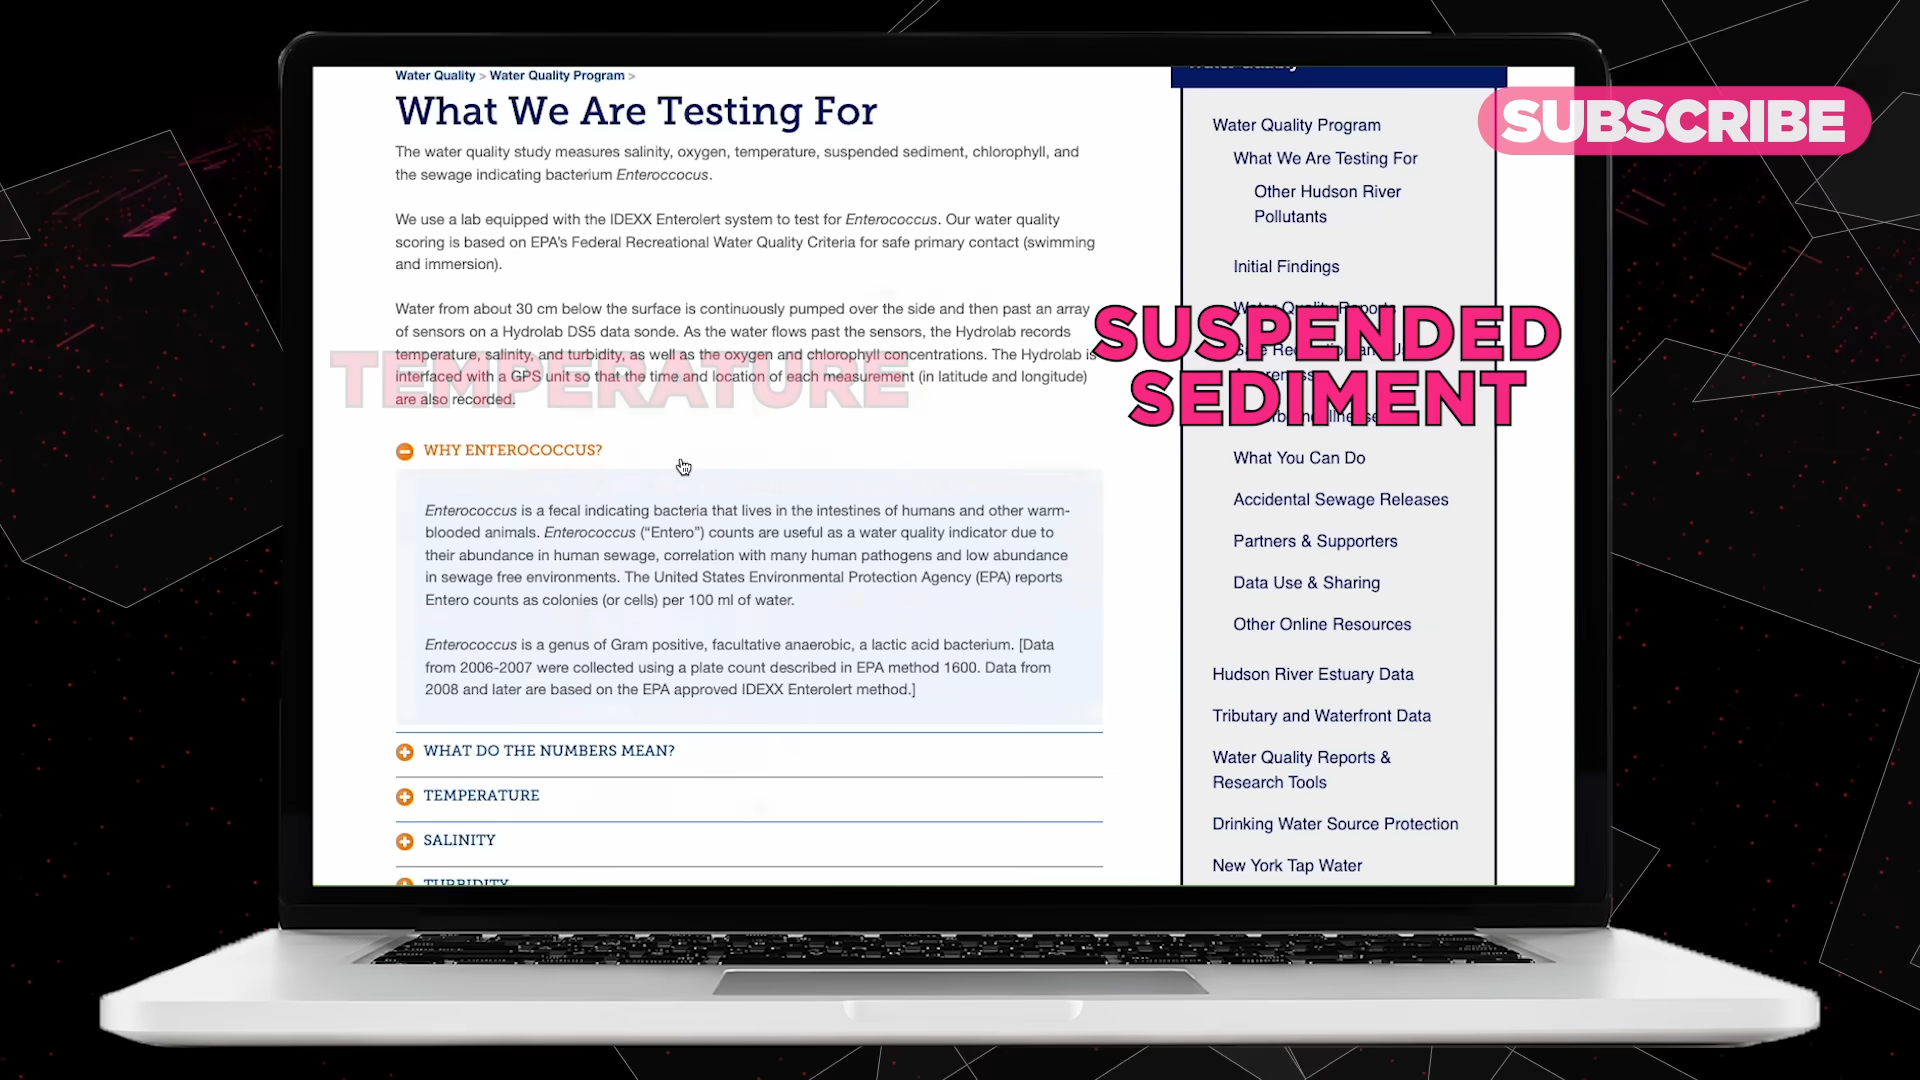 Water Quality > Water Quality Program >
What We Are Testing For
The water quality study measures salinity, oxygen, temperature, suspended sediment, chlorophyll, and
the sewage indicating bacterium Enteroccocus.
We use a lab equipped with the IDEXX Enterolert system to test for Enterococcus. Our water quality
scoring is based on EPA's Federal Recreational Water Quality Criteria for safe primary contact (swimming
and immersion).
Water from about 30 cm below the surface is continuously pumped over the side and then past an array
of sensors on a Hydrolab DS5 data sonde. As the water flows past the sensors, the Hydrolab records
temperature, salinity, and turbidity, as well as the oxygen and chlorophyll concentrations. The Hydrolab is
interfaced with a GPS unit so that the time and location of each measurement (in latitude and longitude)
are also recorded.
TEMPERATURE
WHY ENTEROCOCCUS?
Enterococcus is a fecal indicating bacteria that lives in the intestines of humans and other warm-
blooded animals. Enterococcus (“Entero”) counts are useful as a water quality indicator due to
their abundance in human sewage, correlation with many human pathogens and low abundance
in sewage free environments. The United States Environmental Protection Agency (EPA) reports
Entero counts as colonies (or cells) per 100 ml of water.
Enterococcus is a genus of Gram positive, facultative anaerobic, a lactic acid bacterium. [Data
from 2006-2007 were collected using a plate count described in EPA method 1600. Data from
2008 and later are based on the EPA approved IDEXX Enterolert method.]
WHAT DO THE NUMBERS MEAN?
TEMPERATURE
SALINITY
TURBIDITY
SUBSCRIBE
Water Quality Program
What We Are Testing For
Other Hudson River
Pollutants
Initial Findings
Water Quality Reports
SUSPENDED
SEDIMENT
What You Can Do
Accidental Sewage Releases
Partners & Supporters
Data Use & Sharing
Other Online Resources
Hudson River Estuary Data
Tributary and Waterfront Data
Water Quality Reports &
Research Tools
Drinking Water Source Protection
New York Tap Water